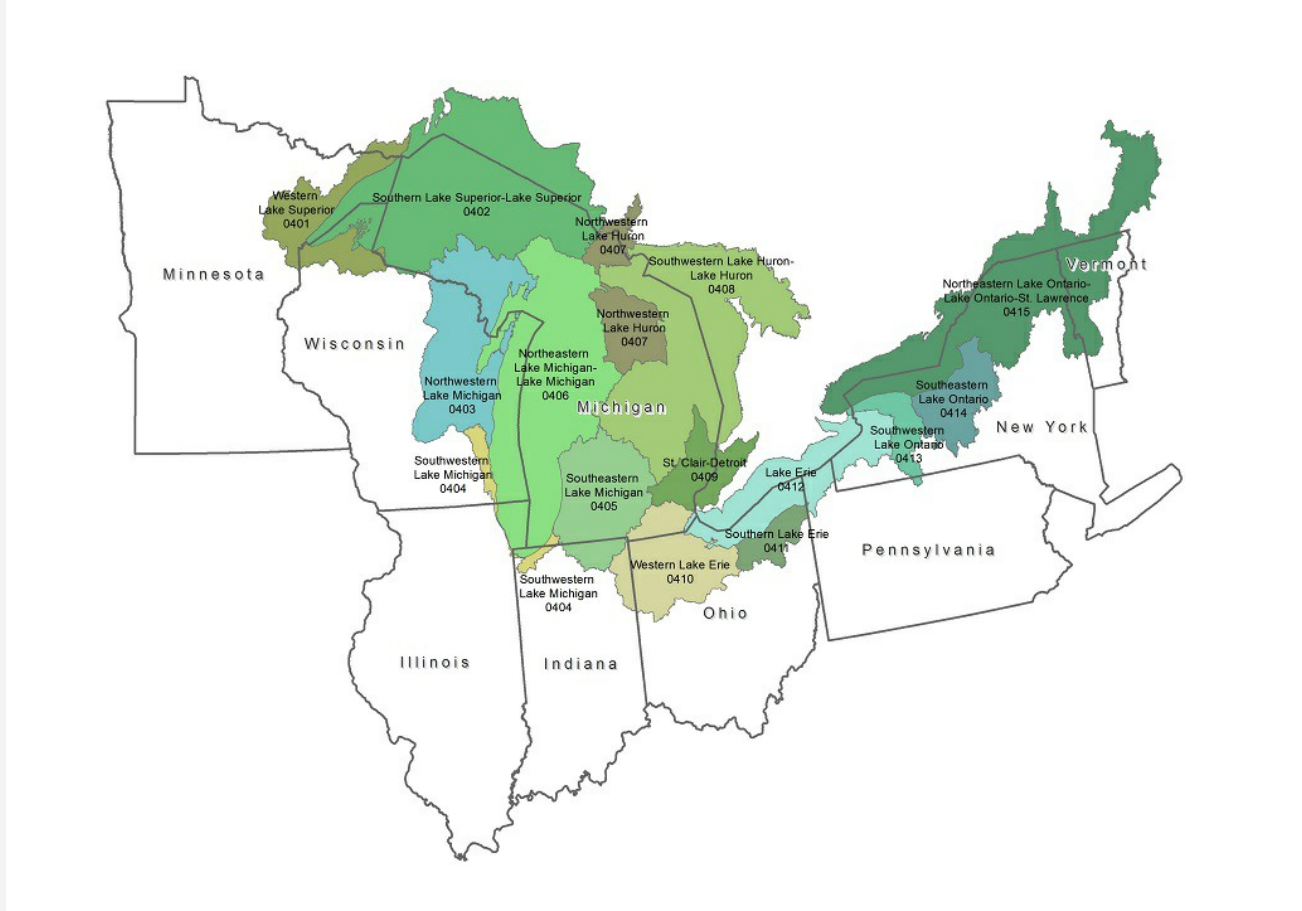 Western
Lake Superior
0401
Southern Lake Superior-Lake Superior
0402
Northwestern
Lake Huron
0407
Southwestern Lake Huron-
Lake Huron
0408
Minnesota
Vermont
Northeastern Lake Ontario-
Lake Ontario-St. Lawrence
0415
Northwestern
Lake Huron
0407
Wisconsin
Northeastern
Lake Michigan-
Lake Michigan
0406
Northwestern
Lake Michigan
0403
Michigan
Southeastern
Lake Ontario
0414
New York
Southwestern
Lake Ontario
0413
Southwestern
Lake Michigan
0404
St. Clair-Detroit
0409
Lake Erie
0412
Southeastern
Lake Michigan
0405
Southern Lake Erie
0411
Pennsylvania
Western Lake Erie
0410
Southwestern
Lake Michigan
0404
Ohio
Illinois
Indiana